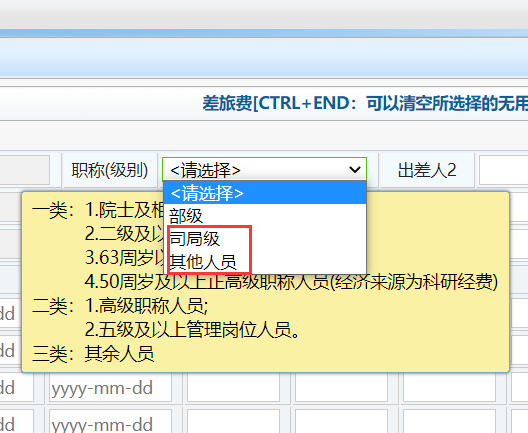 差旅费[CTRL+END：可以清空所选择的无用
职称(级别) <请选择> 出差人2
<请选择>
部级
司局级
其他人员
一类：1.院士及相
2.二级及以
3.63周岁以
4.50周岁及以上正高级职称人员(经济来源为科研经费)
二类：1.高级职称人员;
2.五级及以上管理岗位人员。
三类：其余人员
dd
dd
dd yyyy-mm-dd
dd yyyy-mm-dd